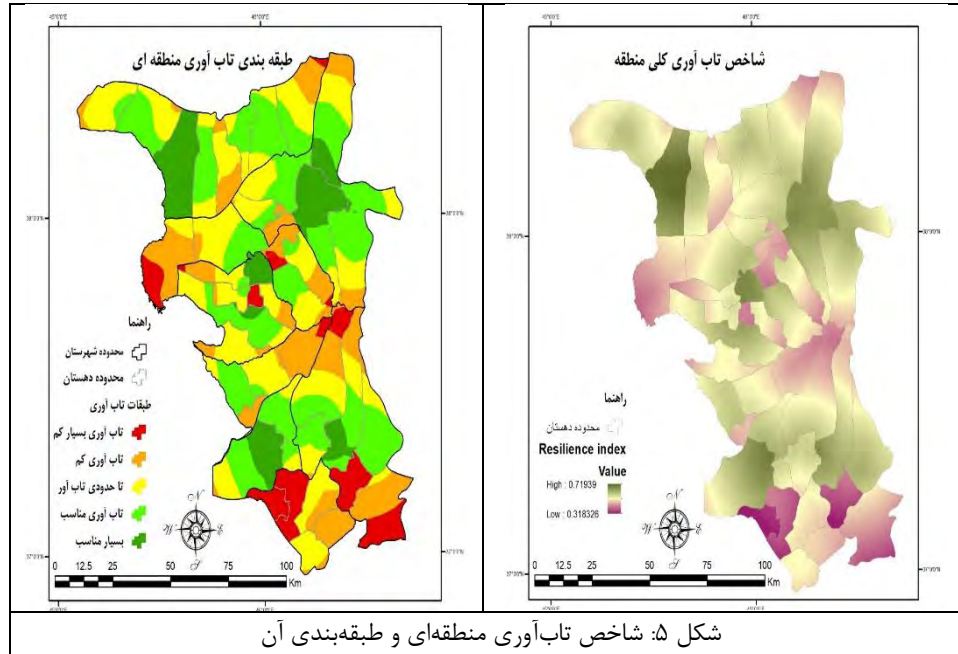 طبقه بندی تاب آوری منطقه ای
راهنما
محدوده شهرستان
محدوده دهستان
طبقات تاب آوری
تاب آوری بسیار کم
تاب آوری کم
تا حدودی تاب آور
تاب آوری مناسب
بسیار مناسب
N
W
E
S
0 12.5 25 50 75 100
Km
شاخص تاب آوری کلی منطقه
راهنما
محدوده دهستان
Resilience index
Value
High : 0.71939
Low : 0.318326
N
W
E
S
0 12.5 25 50 75 100
Km
شکل ۵: شاخص تاب‌آوری منطقه‌ای و طبقه‌بندی آن